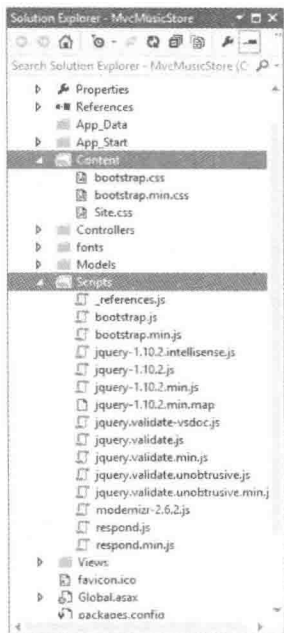 Solution Explorer - MvcMusicStore
Search Solution Explorer - MvcMusicStore (C
Properties
References
App_Data
App_Start
Content
bootstrap.css
bootstrap.min.css
Site.css
Controllers
fonts
Models
Scripts
_references.js
bootstrap.js
bootstrap.min.js
jquery-1.10.2.intellisense.js
jquery-1.10.2.js
jquery-1.10.2.min.js
jquery-1.10.2.min.map
jquery.validate-vsdoc.js
jquery.validate.js
jquery.validate.min.js
jquery.validate.unobtrusive.js
jquery.validate.unobtrusive.min.j
modernizr-2.6.2.js
respond.js
respond.min.js
Views
favicon.ico
Global.asax
packages.config